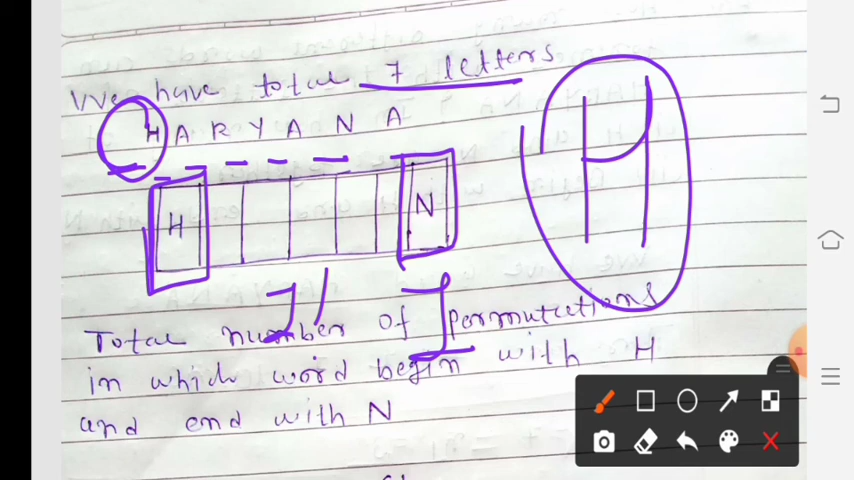 We have total 7 letters
H A R Y A N A
H N
H
Total number of permutations
in which word begin with H
and end with N